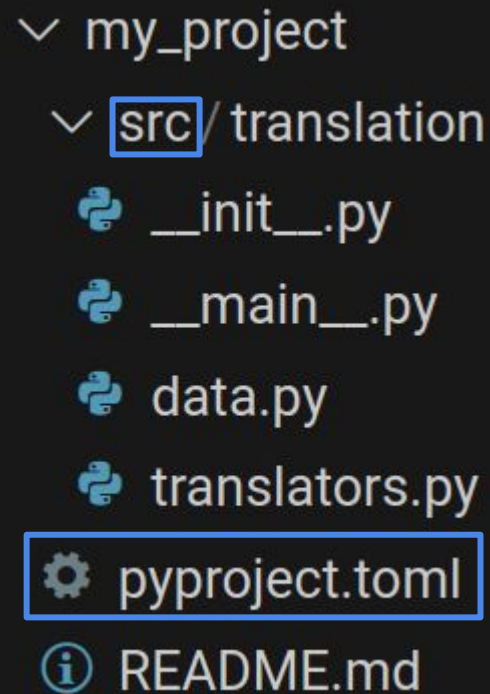 my_project
src / translation
__init__.py
__main__.py
data.py
translators.py
pyproject.toml
README.md